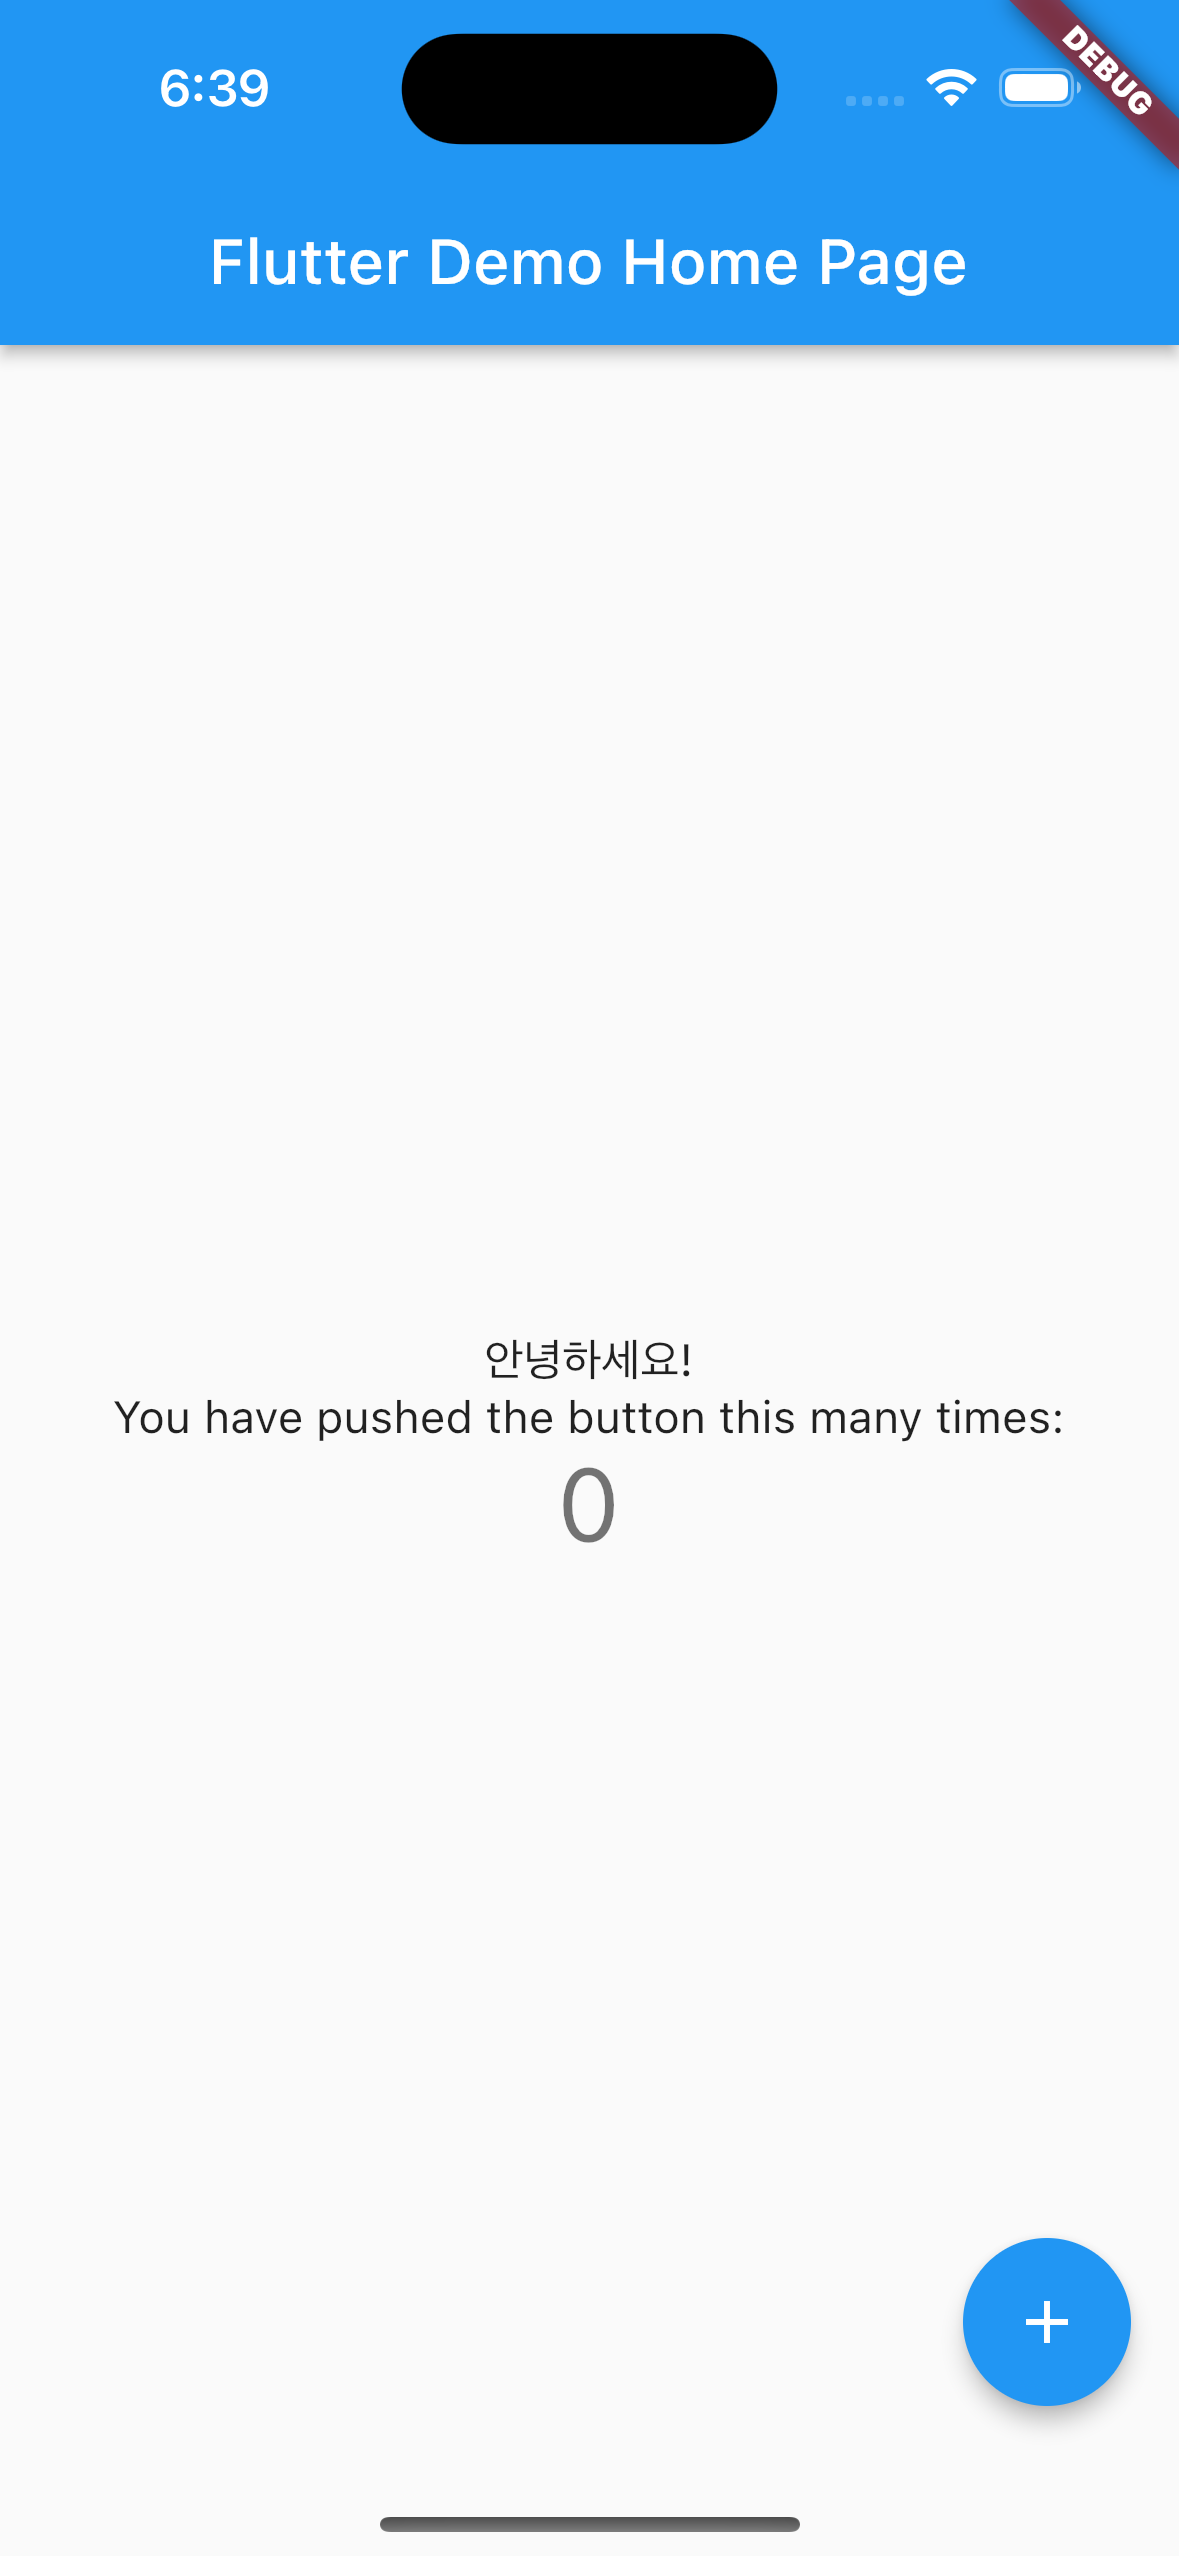 6:39
DEBUG
Flutter Demo Home Page
안녕하세요!
You have pushed the button this many times:
0